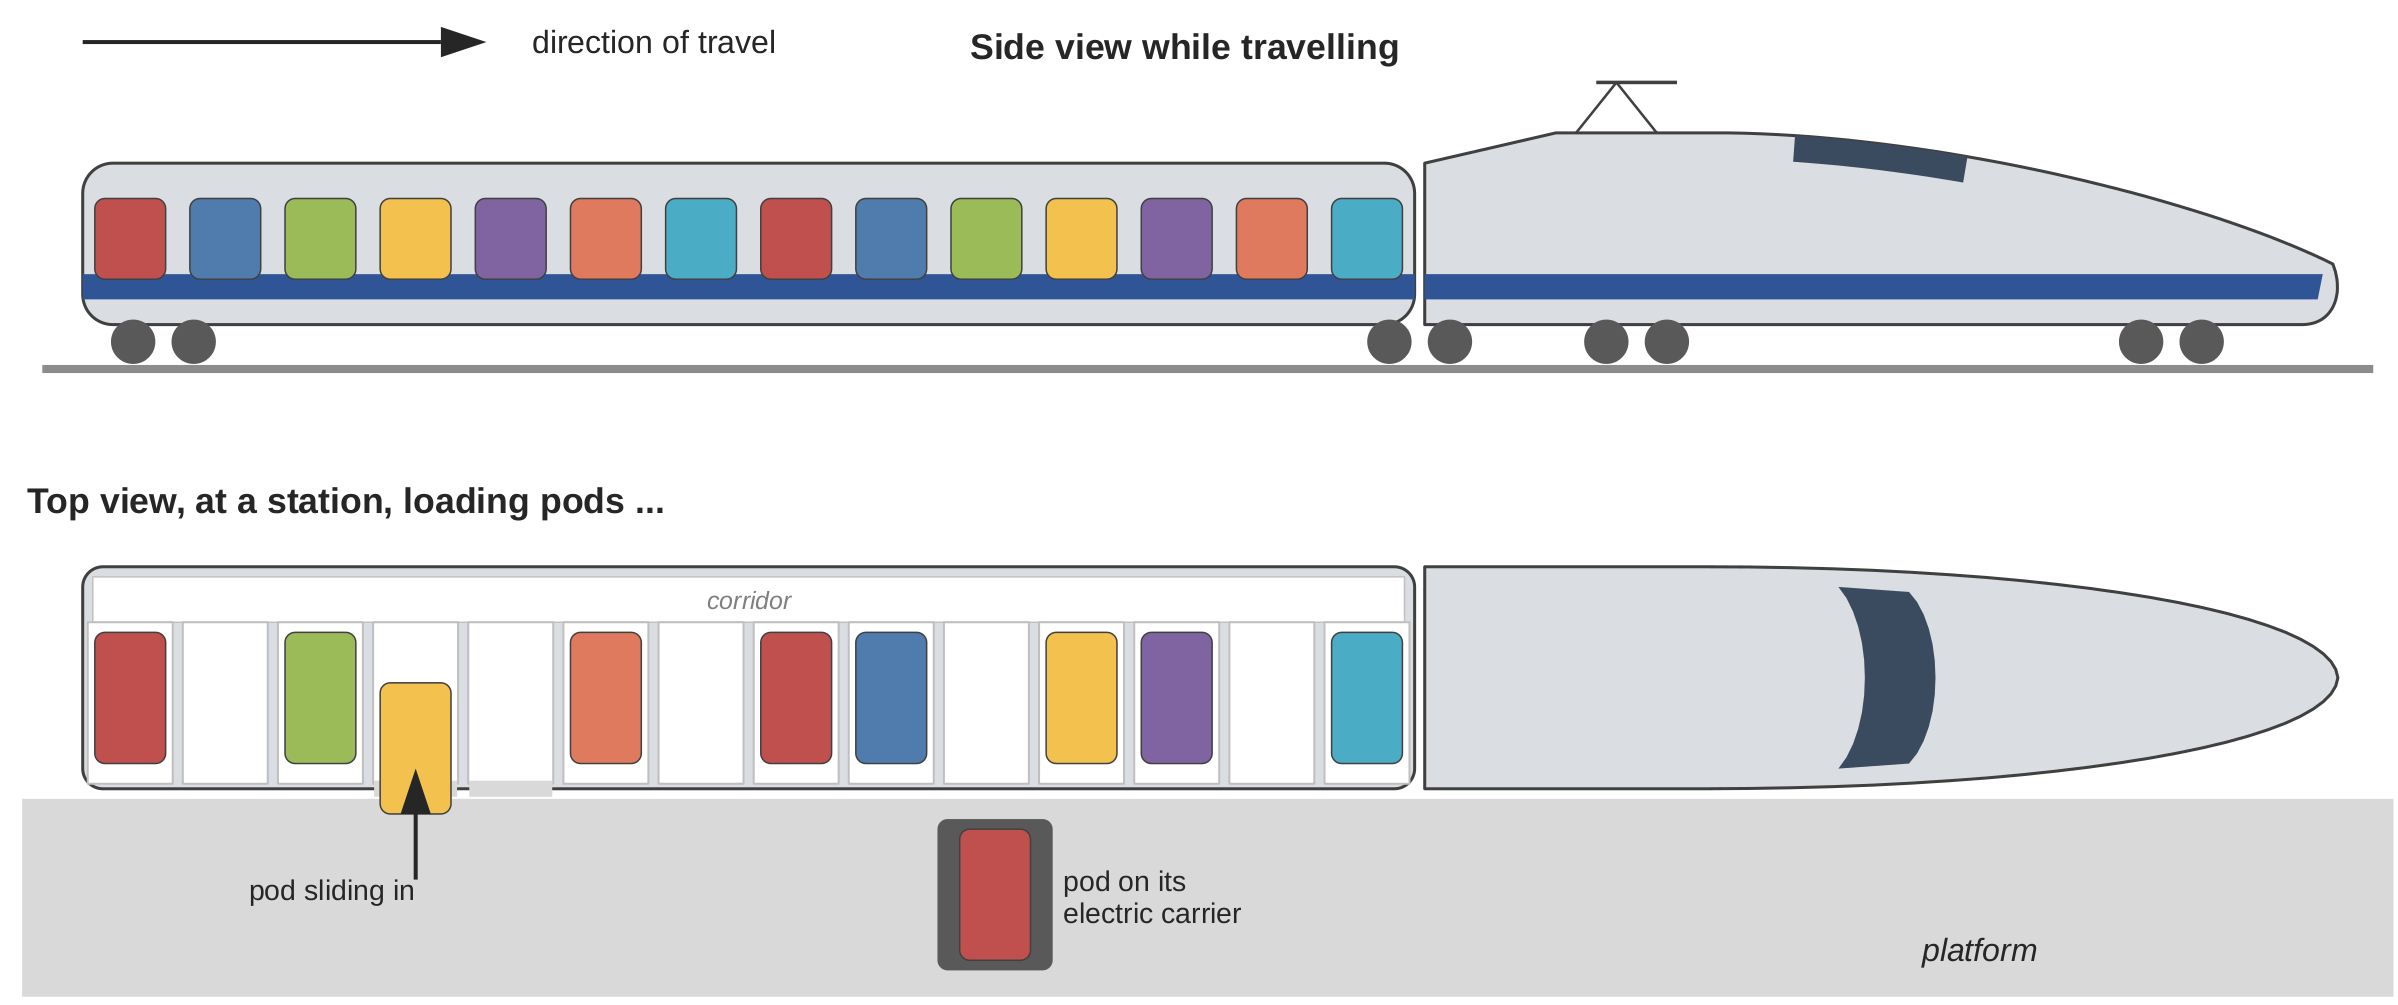 direction of travel
Side view while travelling
Top view, at a station, loading pods ...
corridor
pod sliding in
pod on its
electric carrier
platform